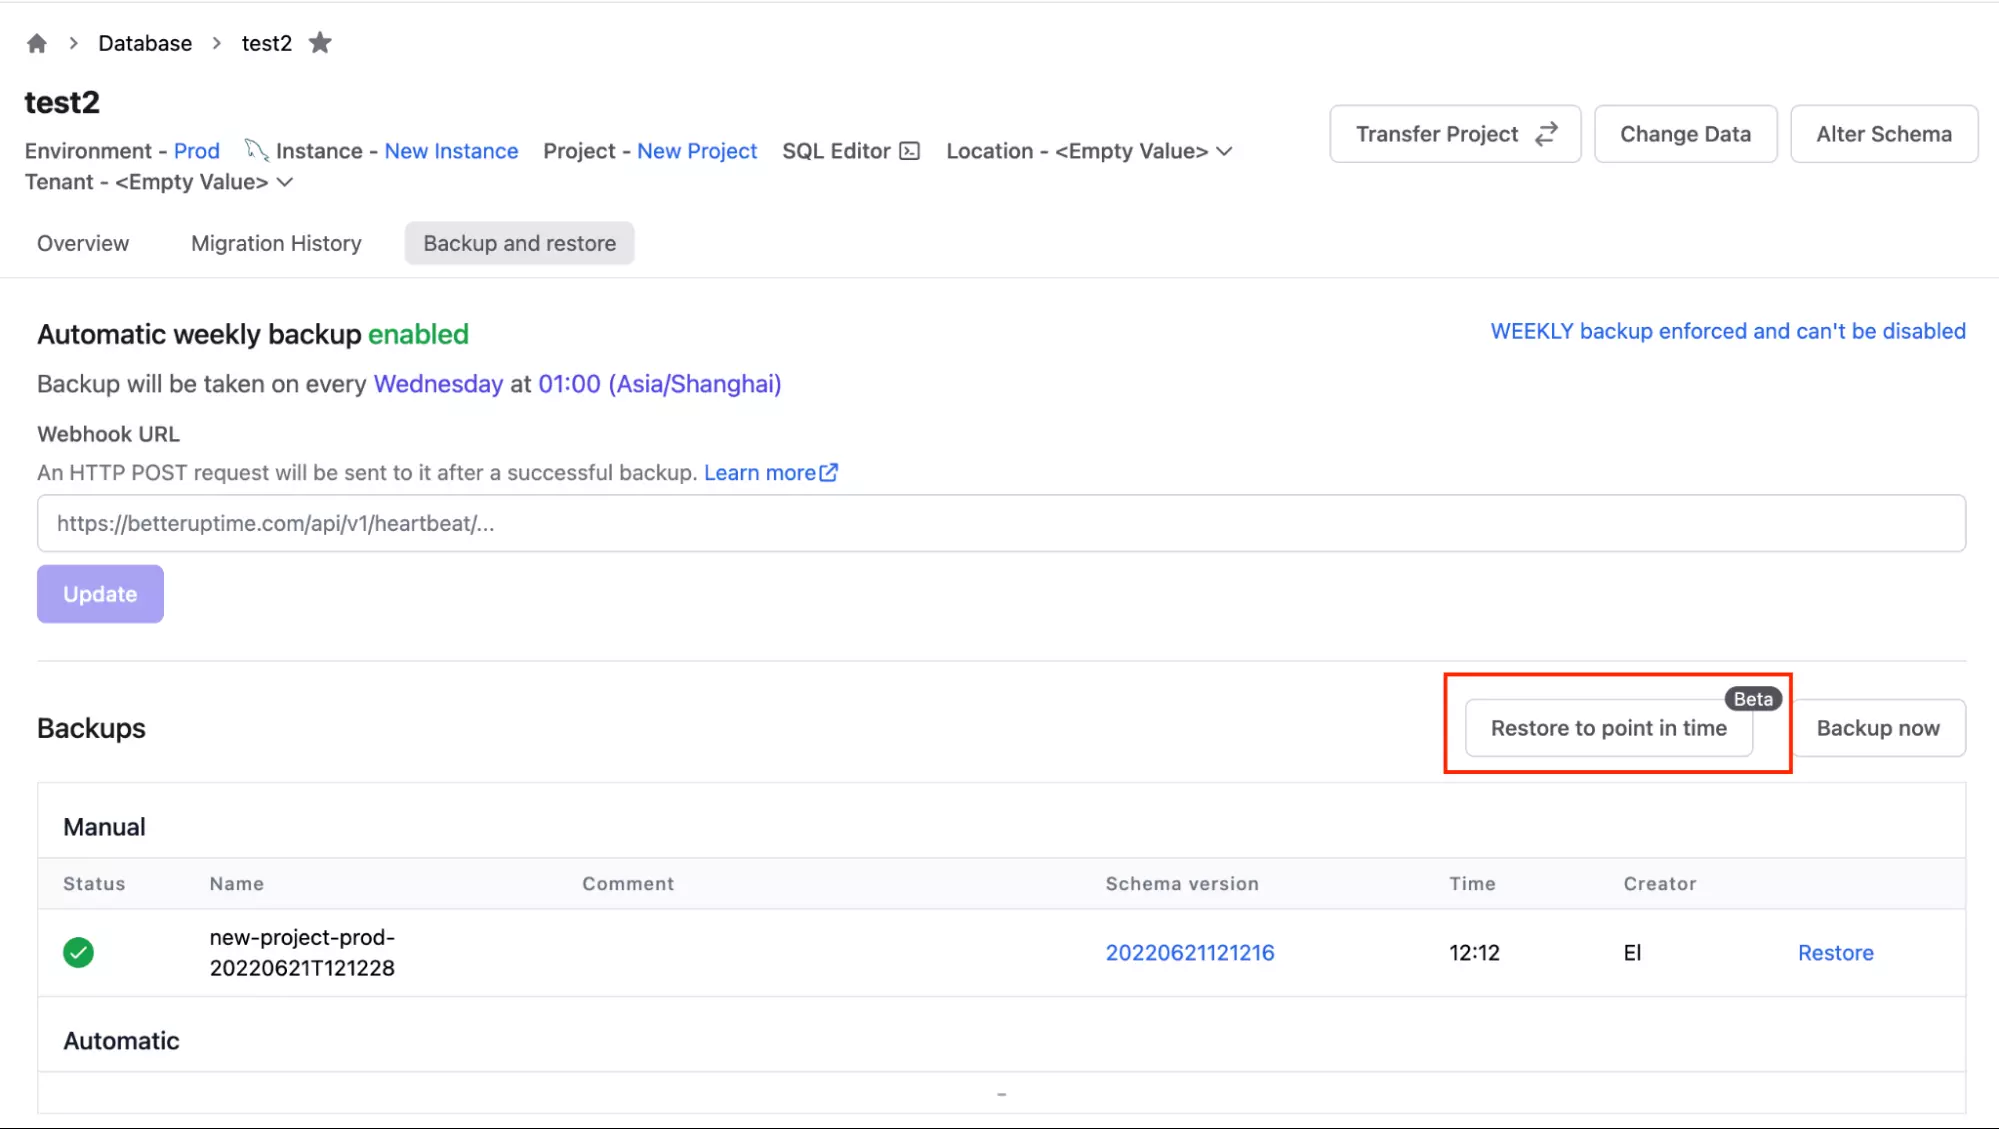 Database > test2
test2
Environment - Prod Instance - New Instance Project - New Project SQL Editor Location - <Empty Value>
Tenant - <Empty Value>
Transfer Project Change Data Alter Schema
Overview Migration History Backup and restore
Automatic weekly backup enabled WEEKLY backup enforced and can't be disabled
Backup will be taken on every Wednesday at 01:00 (Asia/Shanghai)
Webhook URL
An HTTP POST request will be sent to it after a successful backup. Learn more
https://betteruptime.com/api/v1/heartbeat/...
Update
Beta
Backups Restore to point in time Backup now
Manual
Status Name Comment Schema version Time Creator
new-project-prod-
20220621T121228 20220621121216 12:12 El Restore
Automatic
-